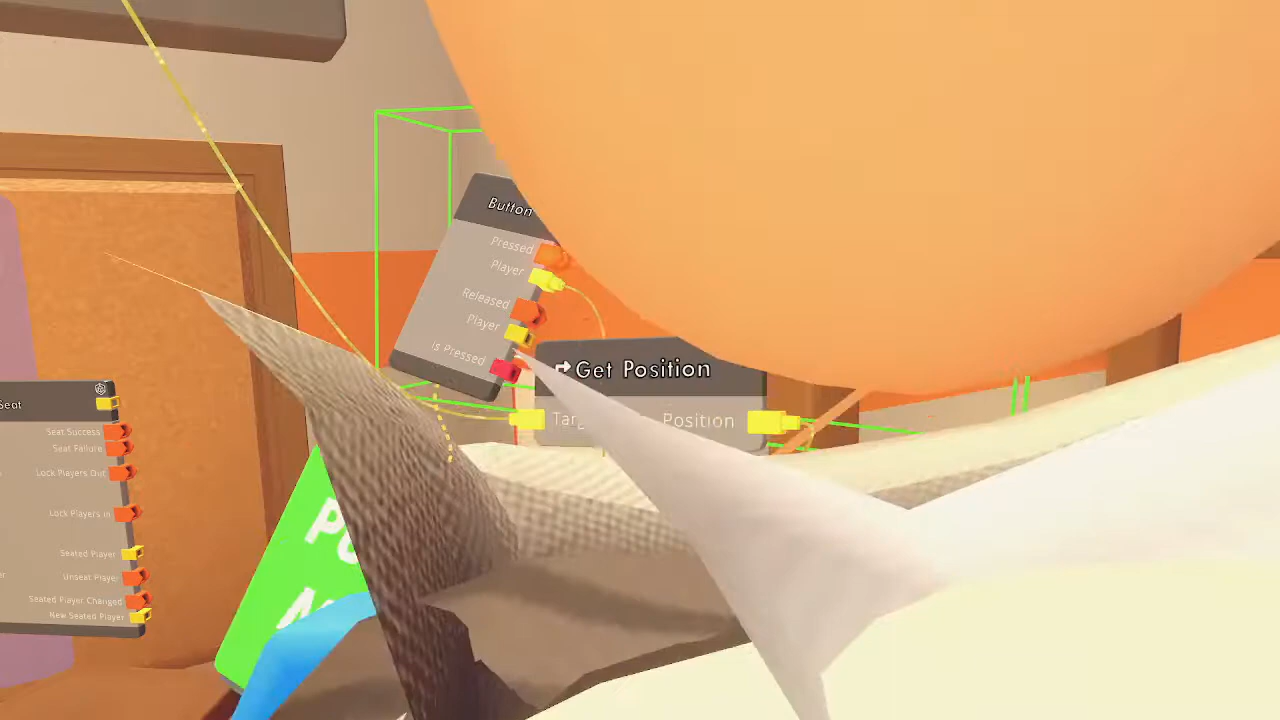 Button
Pressed
Player
Released
Player
Is Pressed
Get Position
Position
Seat
Seat Success
Seat Failure
Lock Players Out
Lock Players In
Seated Player
Unseat Player
Seated Player Changed
New Seated Player